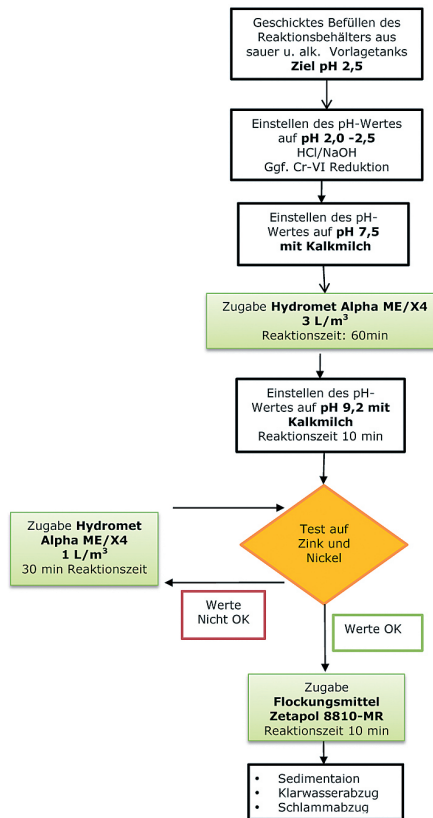 Geschicktes Befüllen des
Reaktionsbehälters aus
sauer u. alk. Vorlagetanks
Ziel pH 2,5
Einstellen des pH-Wertes
auf pH 2,0 -2,5
HCl/NaOH
Ggf. Cr-VI Reduktion
Einstellen des pH-
Wertes auf pH 7,5
mit Kalkmilch
Zugabe Hydromet Alpha ME/X4
3 L/m³
Reaktionszeit: 60min
Einstellen des pH-
Wertes auf pH 9,2 mit
Kalkmilch
Reaktionszeit 10 min
Test auf
Zink und
Nickel
Zugabe Hydromet
Alpha ME/X4
1 L/m³
30 min Reaktionszeit
Werte
Nicht OK
Werte OK
Zugabe
Flockungsmittel
Zetapol 8810-MR
Reaktionszeit 10 min
• Sedimentaion
• Klarwasserabzug
• Schlammabzug